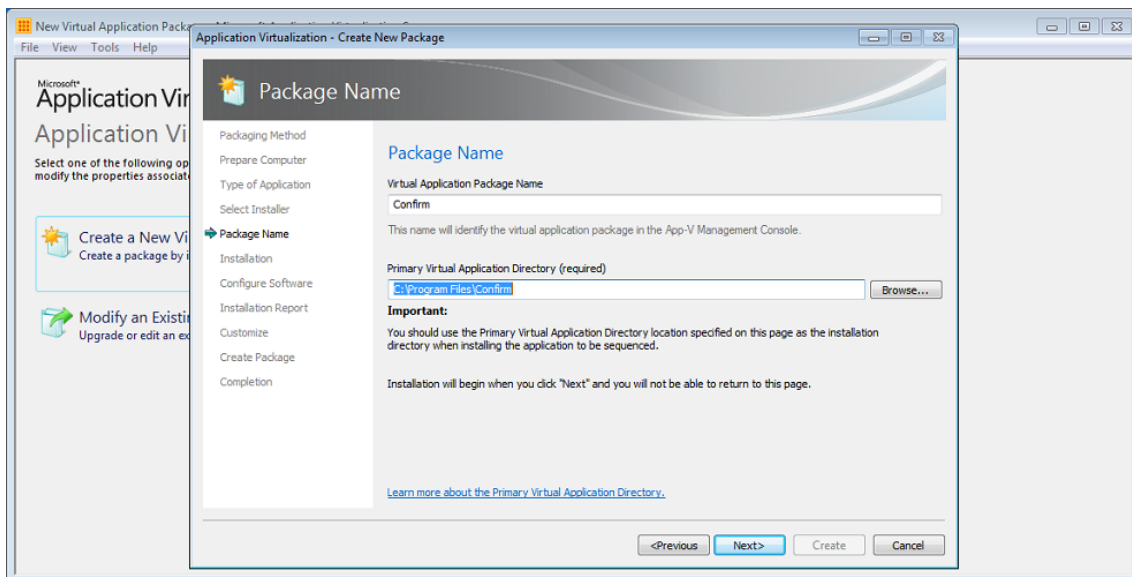 New Virtual Application Packa
File View Tools Help
Microsoft®
Application Vir
Application Vi
Select one of the following op
modify the properties associat
Create a New Vi
Create a package by i
Modify an Existi
Upgrade or edit an ex
Application Virtualization - Create New Package
Package Name
Packaging Method
Prepare Computer
Type of Application
Select Installer
Package Name
Installation
Configure Software
Installation Report
Customize
Create Package
Completion
Package Name
Virtual Application Package Name
Confirm
This name will identify the virtual application package in the App-V Management Console.
Primary Virtual Application Directory (required)
C:\Program Files\Confirm
Browse...
Important:
You should use the Primary Virtual Application Directory location specified on this page as the installation
directory when installing the application to be sequenced.
Installation will begin when you click "Next" and you will not be able to return to this page.
Learn more about the Primary Virtual Application Directory.
<Previous Next> Create Cancel